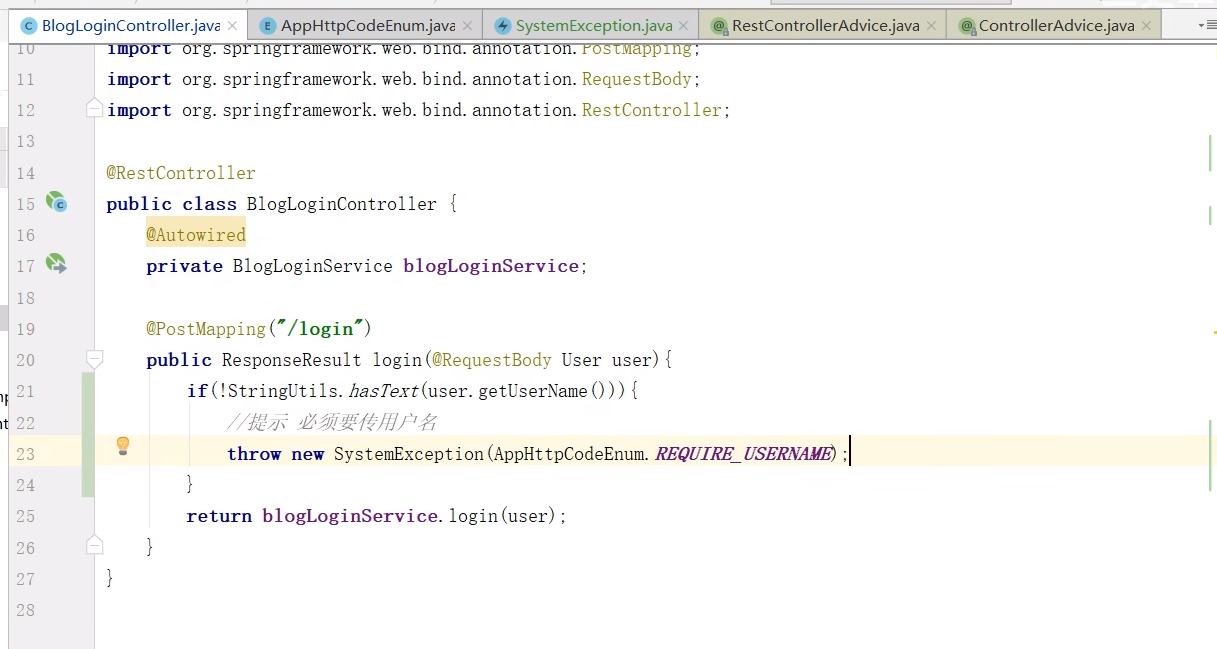 BlogLoginController.java
AppHttpCodeEnum.java
SystemException.java
RestControllerAdvice.java
ControllerAdvice.java
10 import org.springframework.web.bind.annotation.PostMapping;
11 import org.springframework.web.bind.annotation.RequestBody;
12 import org.springframework.web.bind.annotation.RestController;
13
14 @RestController
15 public class BlogLoginController {
16 @Autowired
17 private BlogLoginService blogLoginService;
18
19 @PostMapping("/login")
20 public ResponseResult login(@RequestBody User user){
21 if(!StringUtils.hasText(user.getUserName())){
22 //提示 必须要传用户名
23 throw new SystemException(AppHttpCodeEnum.REQUIRE_USERNAME);
24 }
25 return blogLoginService.login(user);
26 }
27 }
28